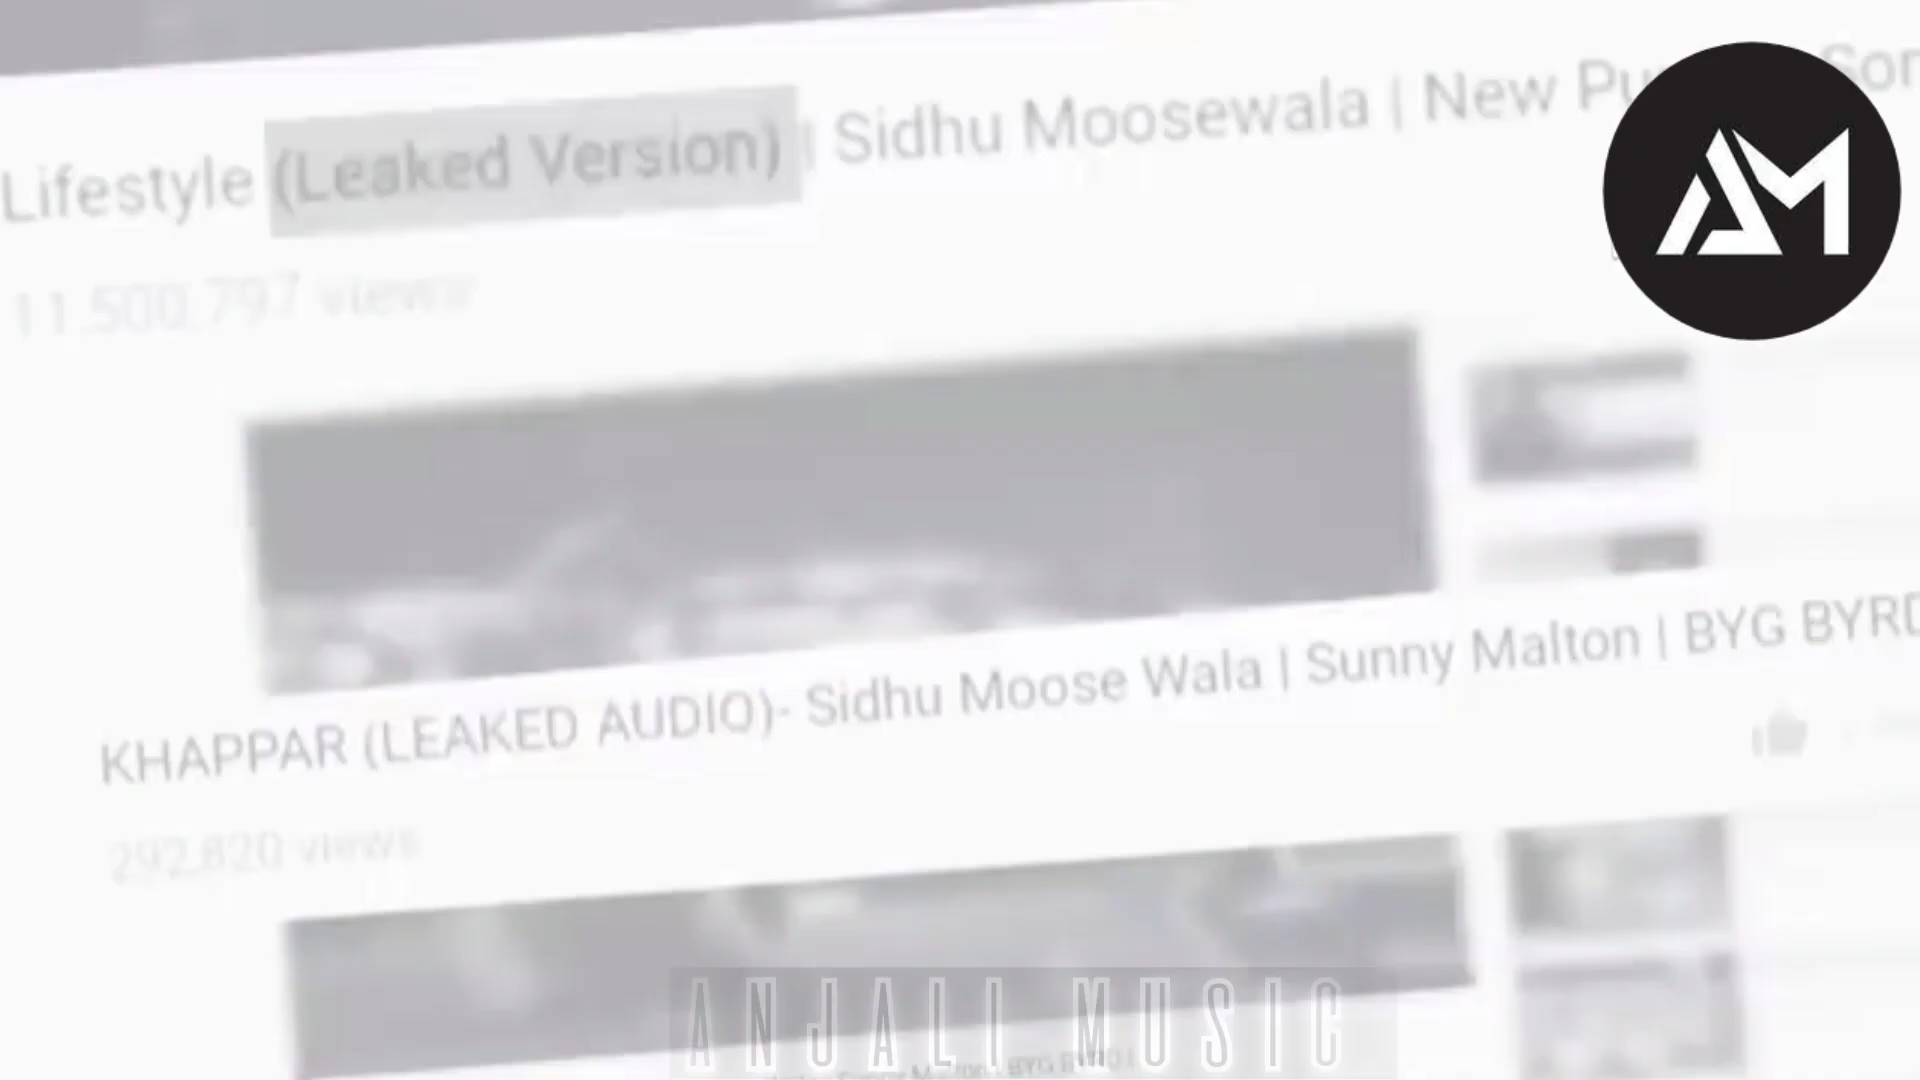 Lifestyle (Leaked Version) | Sidhu Moosewala | New
11,500,797 views
KHAPPAR (LEAKED AUDIO)- Sidhu Moose Wala | Sunny Malton | BYG BYRD
292,820 views
ANJALI MUSIC
AM